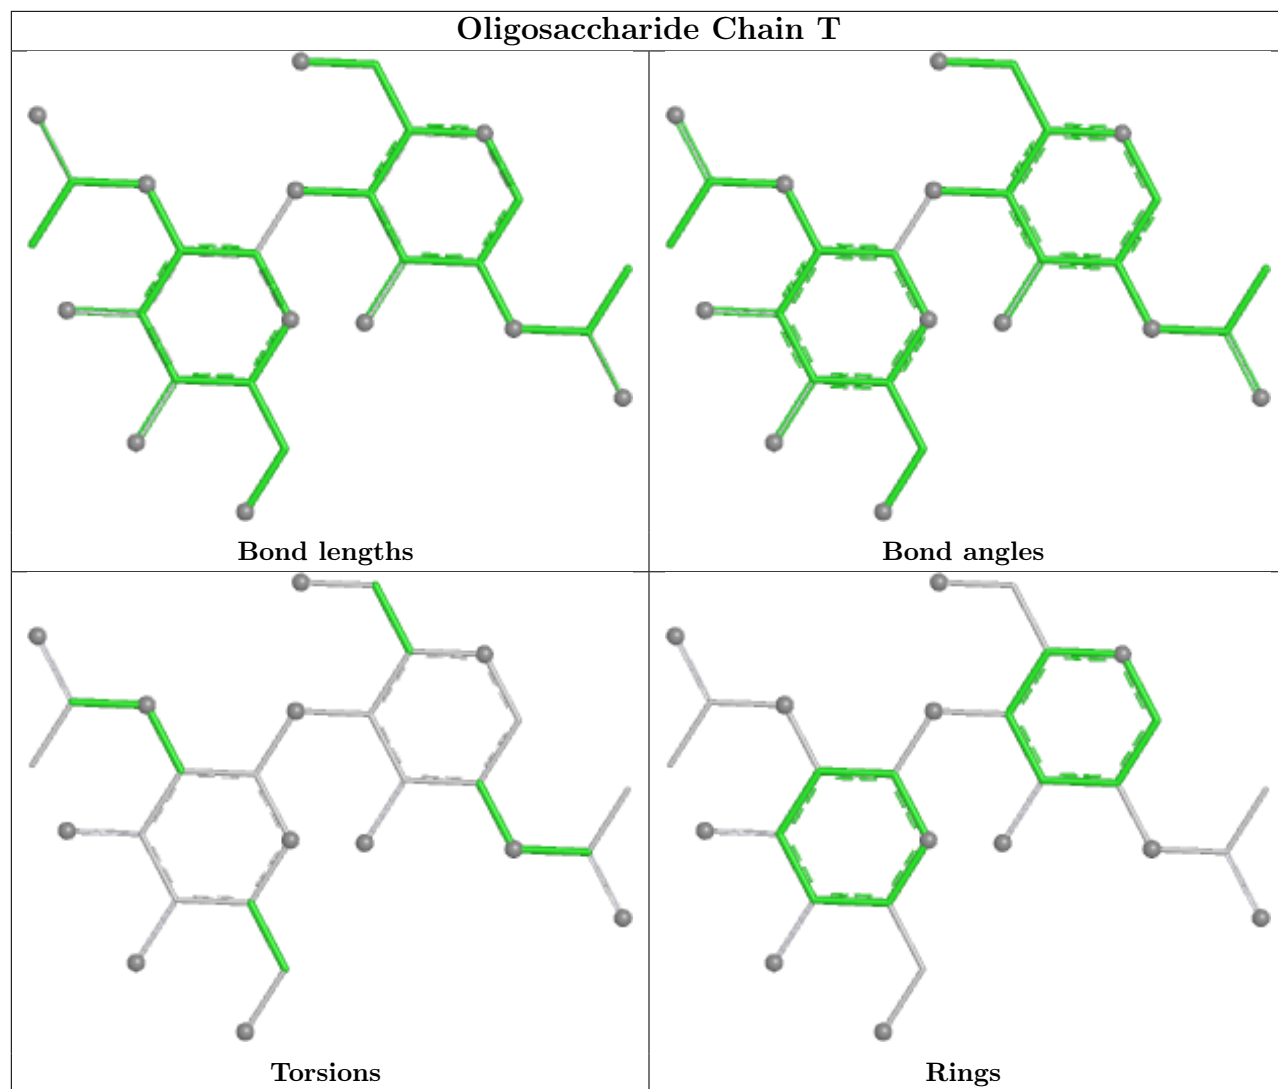 Oligosaccharide Chain T
Bond lengths
Bond angles
Torsions
Rings